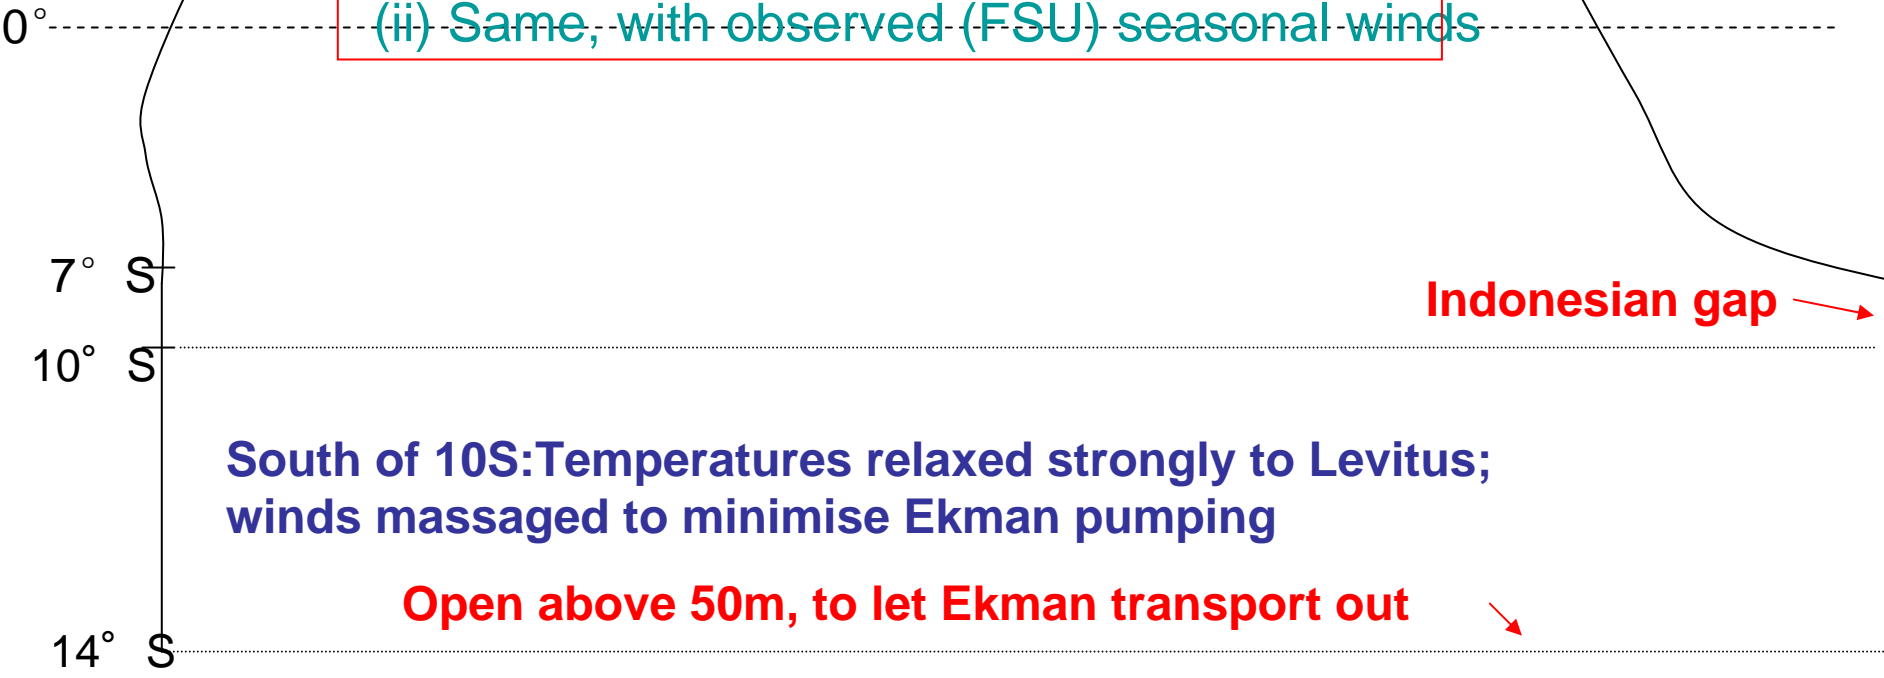 0° (ii) Same, with observed (FSU) seasonal winds
7° S
Indonesian gap
10° S
South of 10S:Temperatures relaxed strongly to Levitus;
winds massaged to minimise Ekman pumping
Open above 50m, to let Ekman transport out
14° S